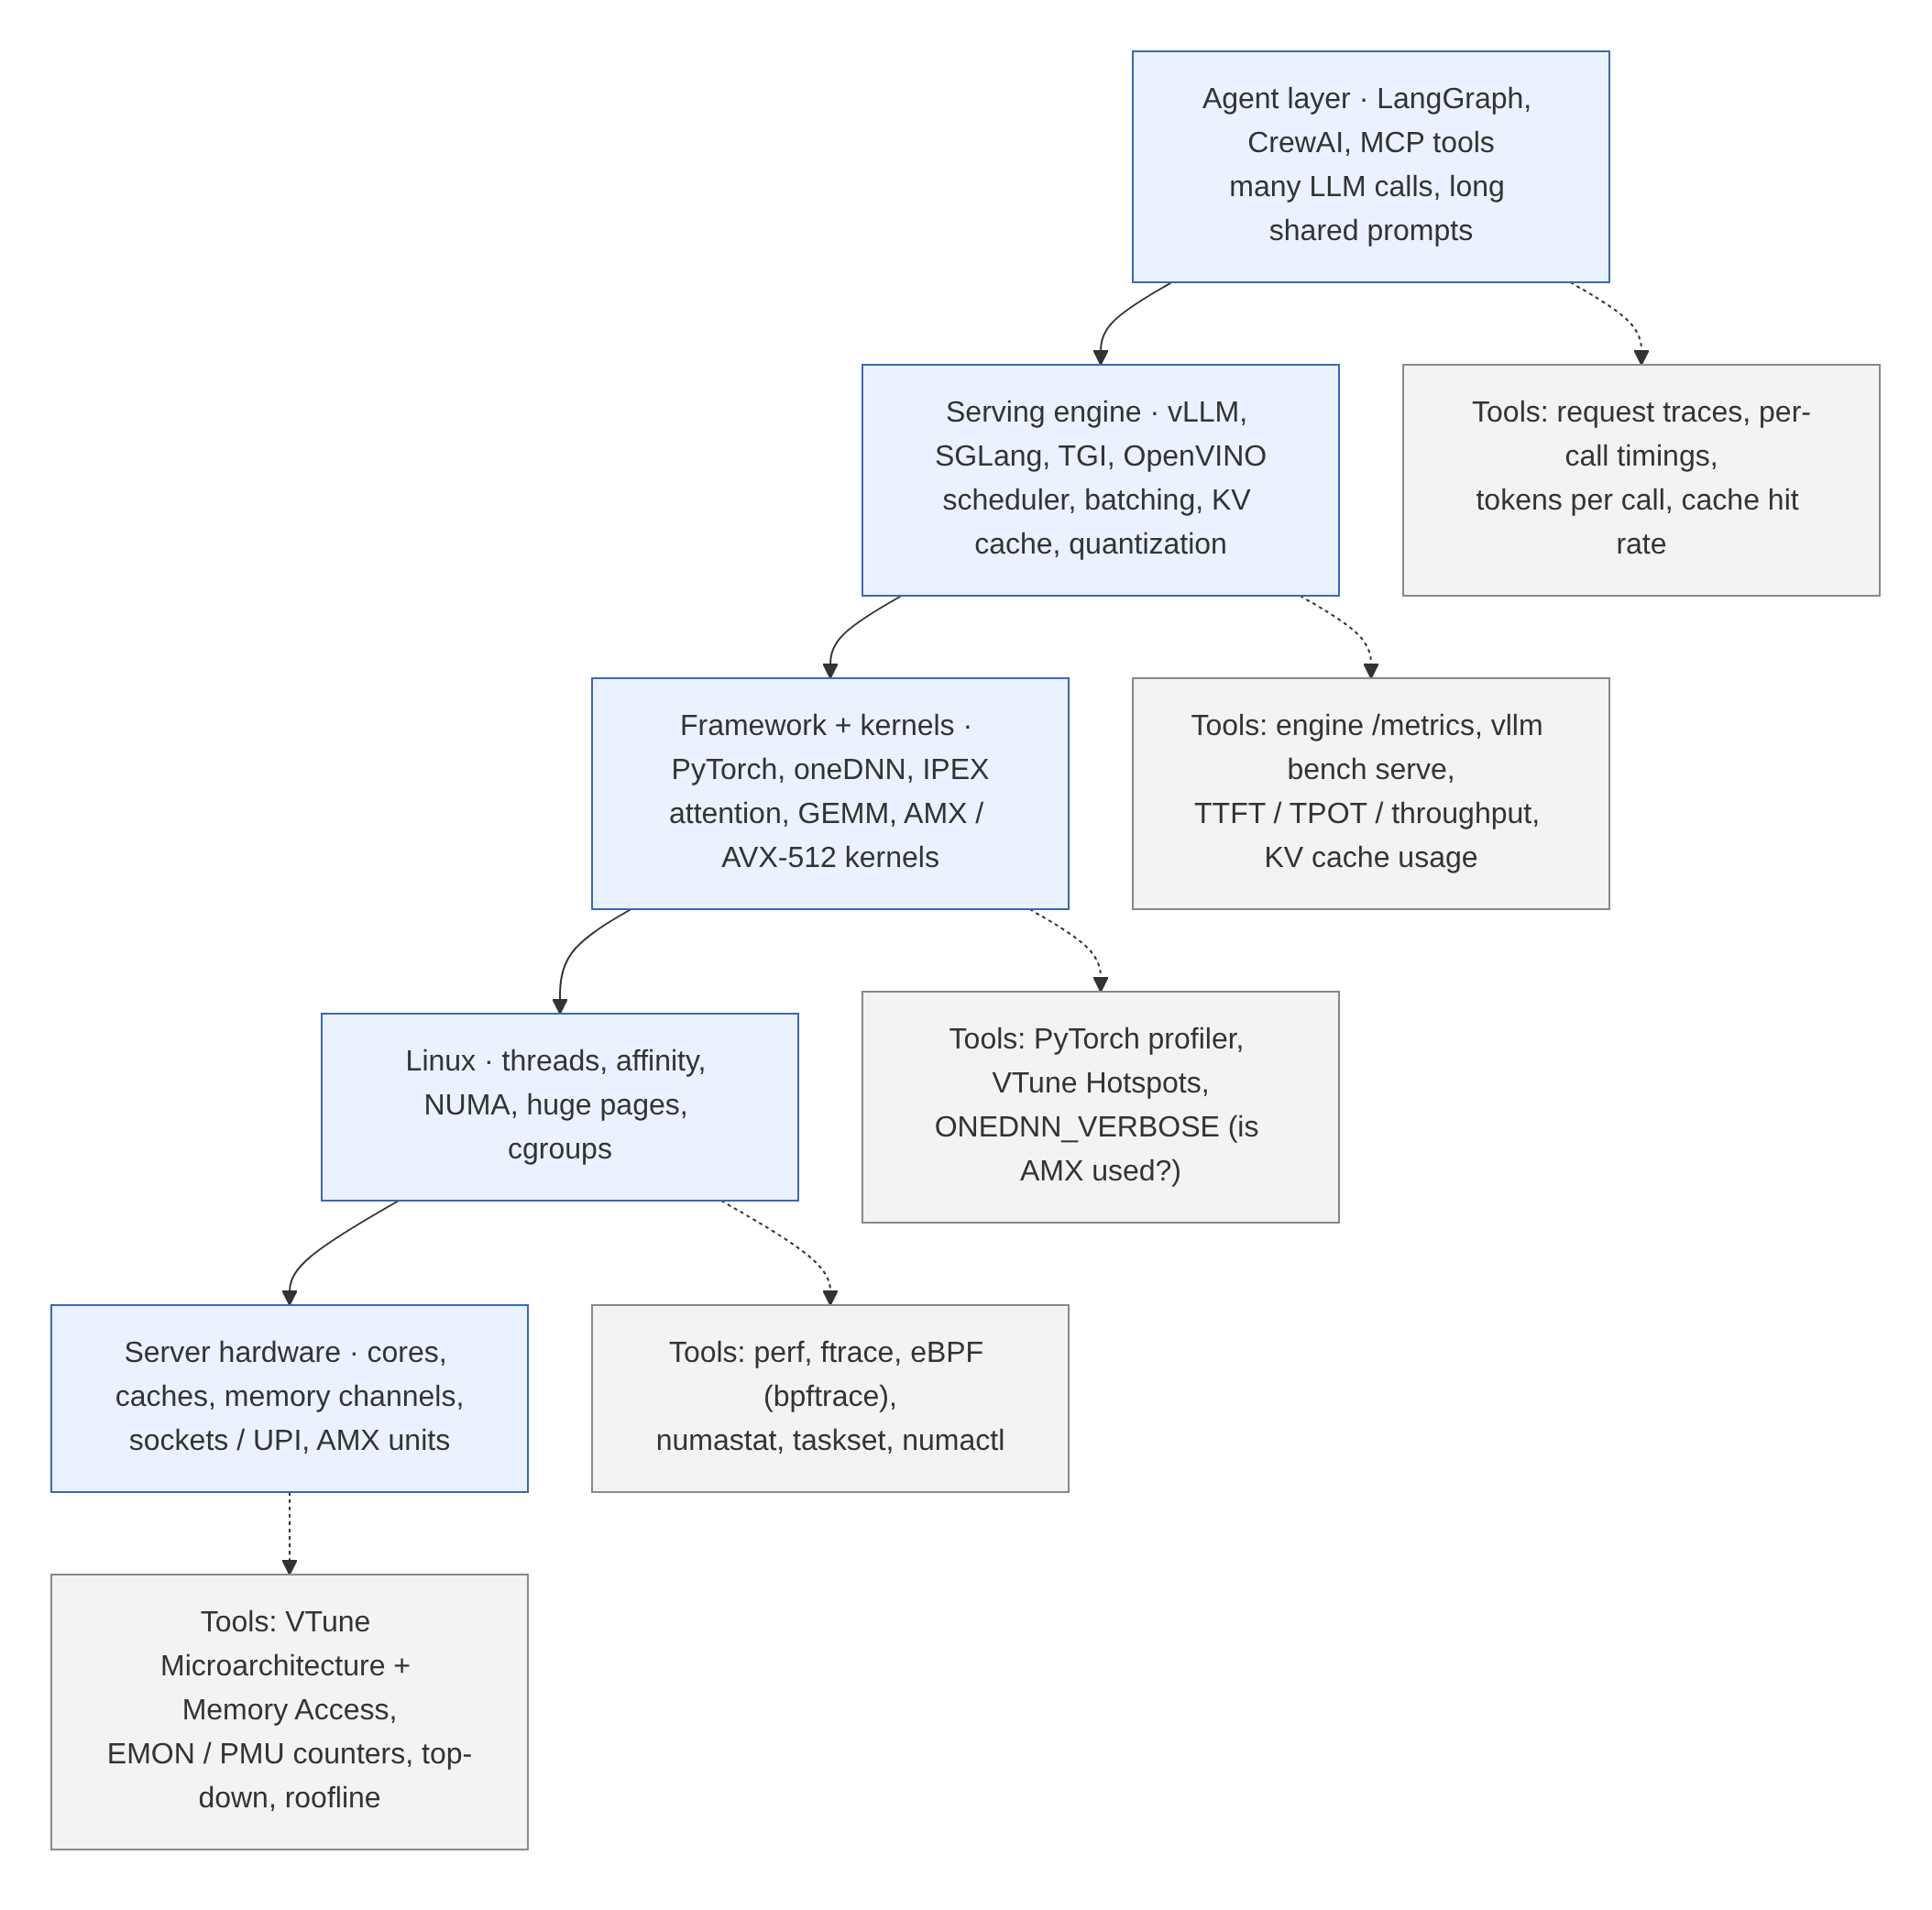 Agent layer · LangGraph,
CrewAI, MCP tools
many LLM calls, long
shared prompts
Serving engine · vLLM,
SGLang, TGI, OpenVINO
scheduler, batching, KV
cache, quantization
Tools: request traces, per-
call timings,
tokens per call, cache hit
rate
Framework + kernels ·
PyTorch, oneDNN, IPEX
attention, GEMM, AMX /
AVX-512 kernels
Tools: engine /metrics, vllm
bench serve,
TTFT / TPOT / throughput,
KV cache usage
Linux · threads, affinity,
NUMA, huge pages,
cgroups
Tools: PyTorch profiler,
VTune Hotspots,
ONEDNN_VERBOSE (is
AMX used?)
Server hardware · cores,
caches, memory channels,
sockets / UPI, AMX units
Tools: perf, ftrace, eBPF
(bpftrace),
numastat, taskset, numactl
Tools: VTune
Microarchitecture +
Memory Access,
EMON / PMU counters, top-
down, roofline